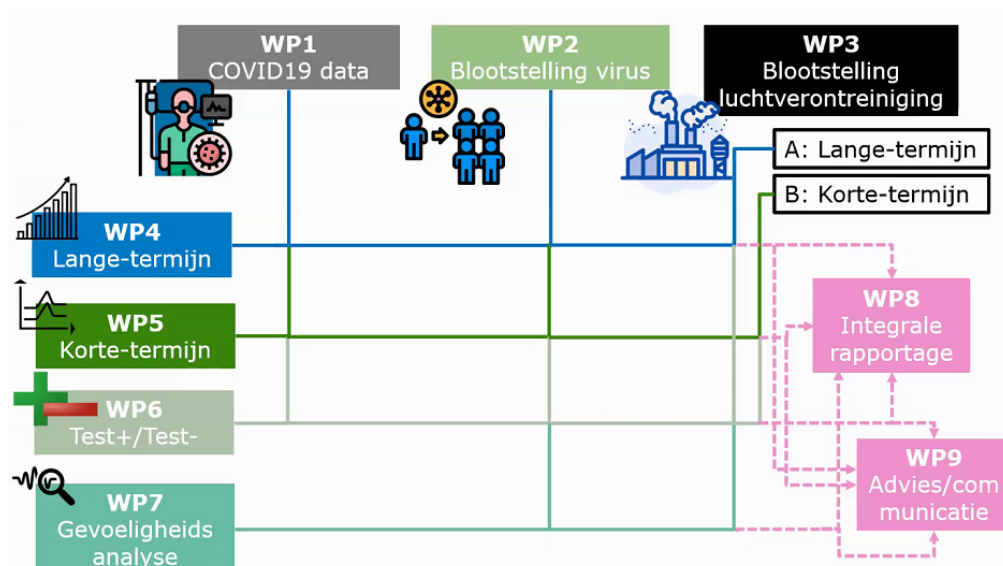 WP1
COVID19 data
WP2
Blootstelling virus
WP3
Blootstelling
luchtverontreiniging
A: Lange-termijn
B: Korte-termijn
WP4
Lange-termijn
WP5
Korte-termijn
WP6
Test+/Test-
WP7
Gevoeligheids
analyse
WP8
Integrale
rapportage
WP9
Advies/com
municatie